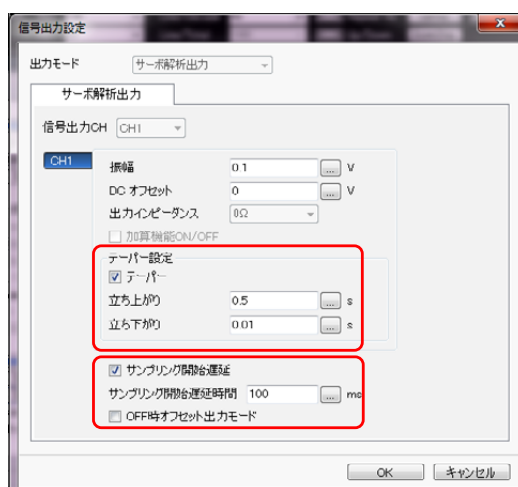 信号出力設定
出力モード サーボ解析出力
サーボ解析出力
信号出力CH CH1
CH1
振幅 0.1 ... V
DC オフセット 0 ... V
出力インピーダンス 0Ω
加算機能ON/OFF
テーパー設定
テーパー
立ち上がり 0.5 ... s
立ち下がり 0.01 ... s
サンプリング開始遅延
サンプリング開始遅延時間 100 ... ms
OFF時オフセット出力モード
OK キャンセル